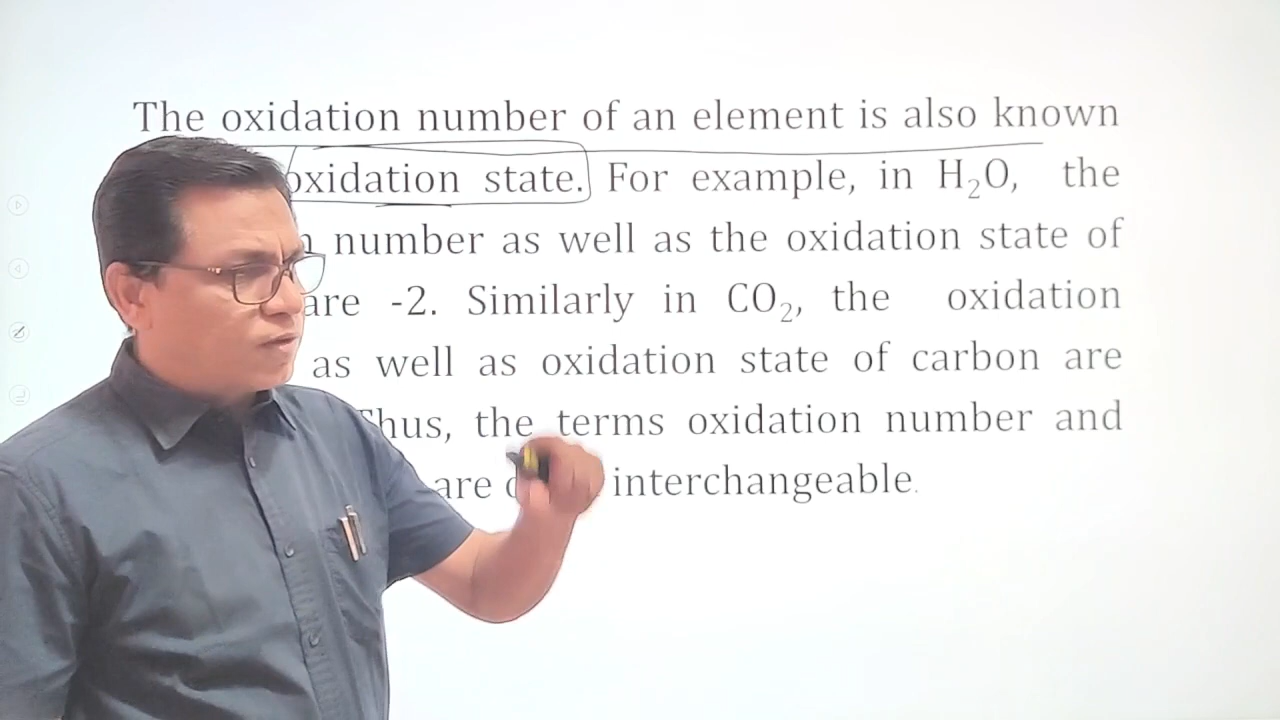 The oxidation number of an element is also known
oxidation state. For example, in H₂O, the
number as well as the oxidation state of
are -2. Similarly in CO₂, the oxidation
as well as oxidation state of carbon are
Thus, the terms oxidation number and
are interchangeable.